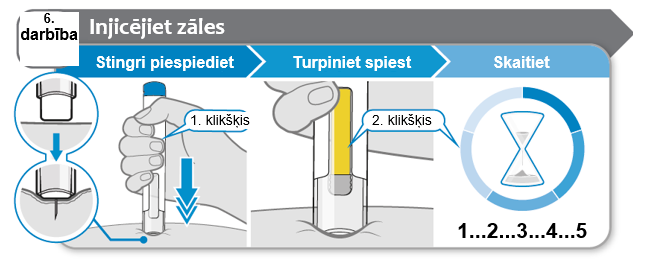 6.
darbība
Injicējiet zāles
Stingri piespiediet
Turpiniet spiest
Skaitiet
1. klikšķis
2. klikšķis
1...2...3...4...5